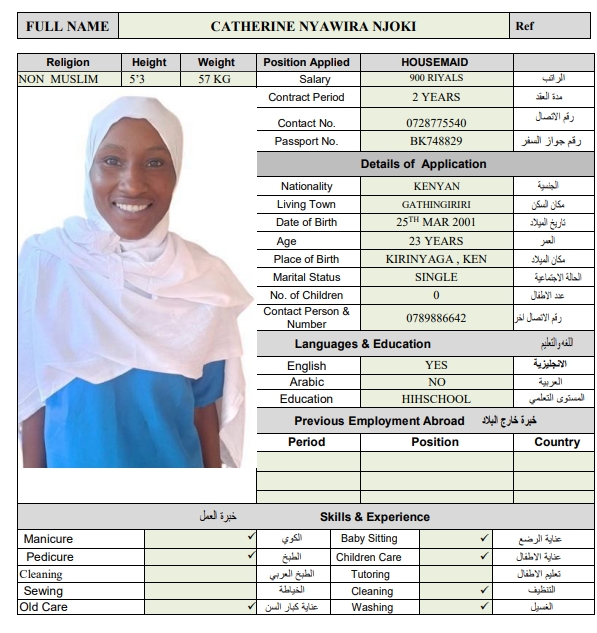 FULL NAME CATHERINE NYAWIRA NJOKI Ref
Religion Height Weight Position Applied HOUSEMAID
NON MUSLIM 5'3 57 KG Salary 900 RIYALS الراتب
Contract Period 2 YEARS مدة العقد
Contact No. 0728775540 رقم الاتصال
Passport No. BK748829 رقم جواز السفر
Details of Application
Nationality KENYAN الجنسية
Living Town GATHINGIRIRI مكان السكن
Date of Birth 25TH MAR 2001 تاريخ الميلاد
Age 23 YEARS العمر
Place of Birth KIRINYAGA , KEN مكان الميلاد
Marital Status SINGLE الحالة الاجتماعية
No. of Children 0 عدد الاطفال
Contact Person & Number 0789886642 رقم الاتصال اخر
Languages & Education اللغه والتعليم
English YES الانجليزية
Arabic NO العربية
Education HIHSCHOOL المستوى التعلمي
Previous Employment Abroad خبرة خارج البلاد
Period Position Country
خبرة العمل Skills & Experience
Manicure ✓ الكوي Baby Sitting ✓ عناية الرضع
Pedicure ✓ الطبخ Children Care ✓ عناية الاطفال
Cleaning الطبخ العربي Tutoring تعليم الاطفال
Sewing الخياطة Cleaning ✓ التنظيف
Old Care ✓ عناية كبار السن Washing ✓ الغسيل